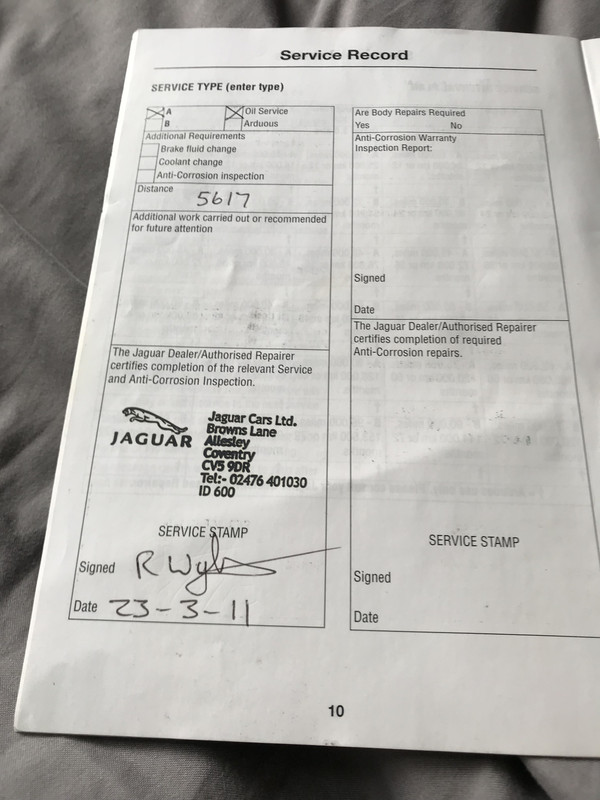 Service Record
SERVICE TYPE (enter type)
A
Oil Service
B
Arduous
Additional Requirements
Brake fluid change
Coolant change
Anti-Corrosion inspection
Distance
5617
Additional work carried out or recommended
for future attention
The Jaguar Dealer/Authorised Repairer
certifies completion of the relevant Service
and Anti-Corrosion Inspection.
JAGUAR
Jaguar Cars Ltd.
Browns Lane
Allesley
Coventry
CV5 9DR
Tel:- 02476 401030
ID 600
SERVICE STAMP
Signed
Date 23-3-11
Are Body Repairs Required
Yes No
Anti-Corrosion Warranty
Inspection Report:
Signed
Date
The Jaguar Dealer/Authorised Repairer
certifies completion of required
Anti-Corrosion repairs.
SERVICE STAMP
Signed
Date
10